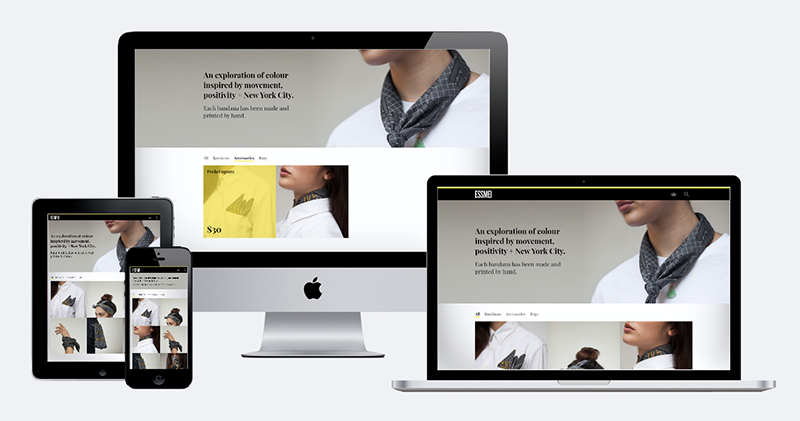 An exploration of colour
inspired by movement,
positivity + New York City.
Each bandana has been made and
printed by hand.
All Bandanas Accessories Bags
Pocket Square
$30
ESSMEI
An exploration of colour
inspired by movement,
positivity + New York City.
Each bandana has been made and
printed by hand.
All Bandanas Accessories Bags
An exploration of colour
inspired by movement,
positivity + New York City.